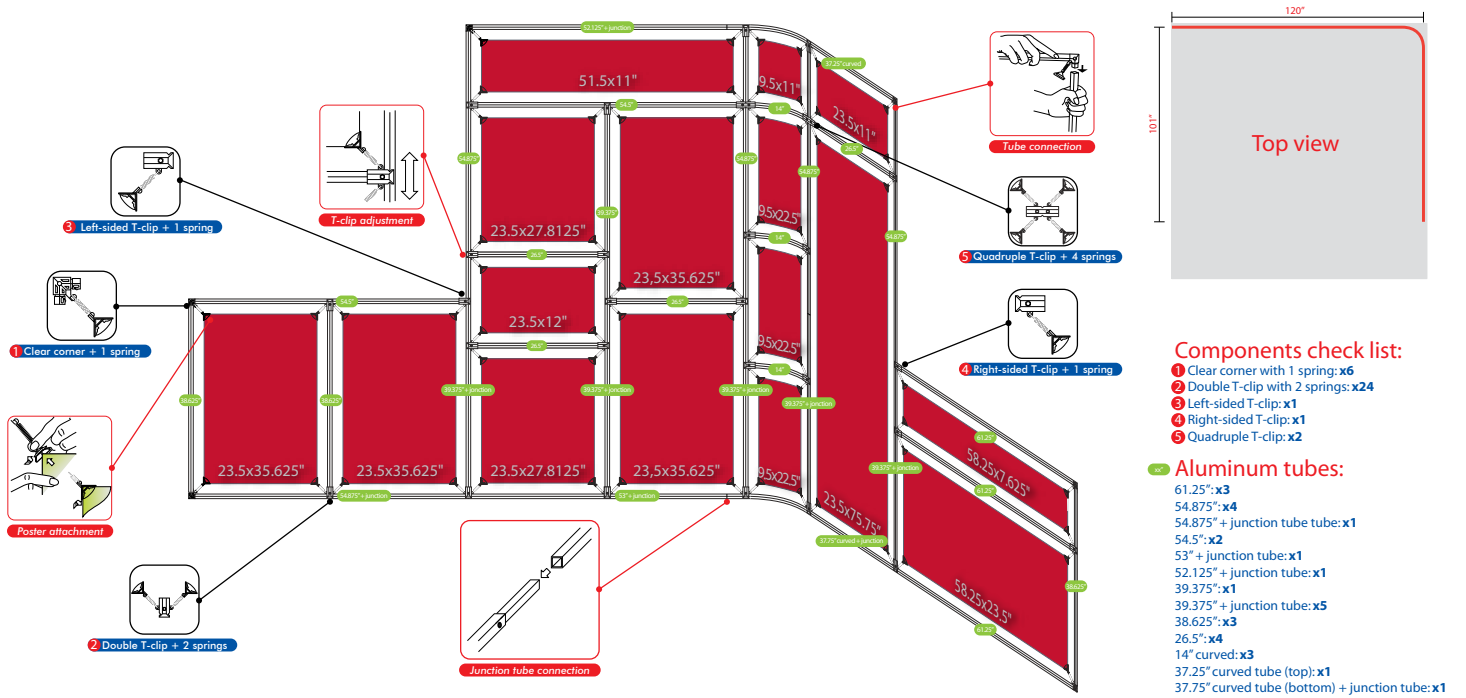 52.125" + junction
51.5x11"
9.5x11"
37.25" curved
23.5x11"
Tube connection
120"
101"
Top view
54.5"
14"
26.5"
54.875"
54.875"
54.875"
54.875"
T-clip adjustment
3 Left-sided T-clip + 1 spring
23.5x27.8125"
39.375"
9.5x22.5"
14"
26.5"
5 Quadruple T-clip + 4 springs
23,5x35.625"
54.5"
26.5"
23.5x12"
26.5"
9.5x22.5"
14"
1 Clear corner + 1 spring
4 Right-sided T-clip + 1 spring
38.625"
38.625"
39.375" + junction
39.375" + junction
39.375" + junction
39.375" + junction
61.25"
58.25x7.625"
23.5x35.625"
23.5x35.625"
23.5x27.8125"
23,5x35.625"
9.5x22.5"
23.5x75.75"
39.375" + junction
61.25"
54.875" + junction
53" + junction
37.75" curved + junction
58.25x23.5"
38.625"
61.25"
Poster attachment
2 Double T-clip + 2 springs
Junction tube connection
Components check list:
1 Clear corner with 1 spring: x6
2 Double T-clip with 2 springs: x24
3 Left-sided T-clip: x1
4 Right-sided T-clip: x1
5 Quadruple T-clip: x2
xx" Aluminum tubes:
61.25": x3
54.875": x4
54.875" + junction tube tube: x1
54.5": x2
53" + junction tube: x1
52.125" + junction tube: x1
39.375": x1
39.375" + junction tube: x5
38.625": x3
26.5": x4
14" curved: x3
37.25" curved tube (top): x1
37.75" curved tube (bottom) + junction tube: x1